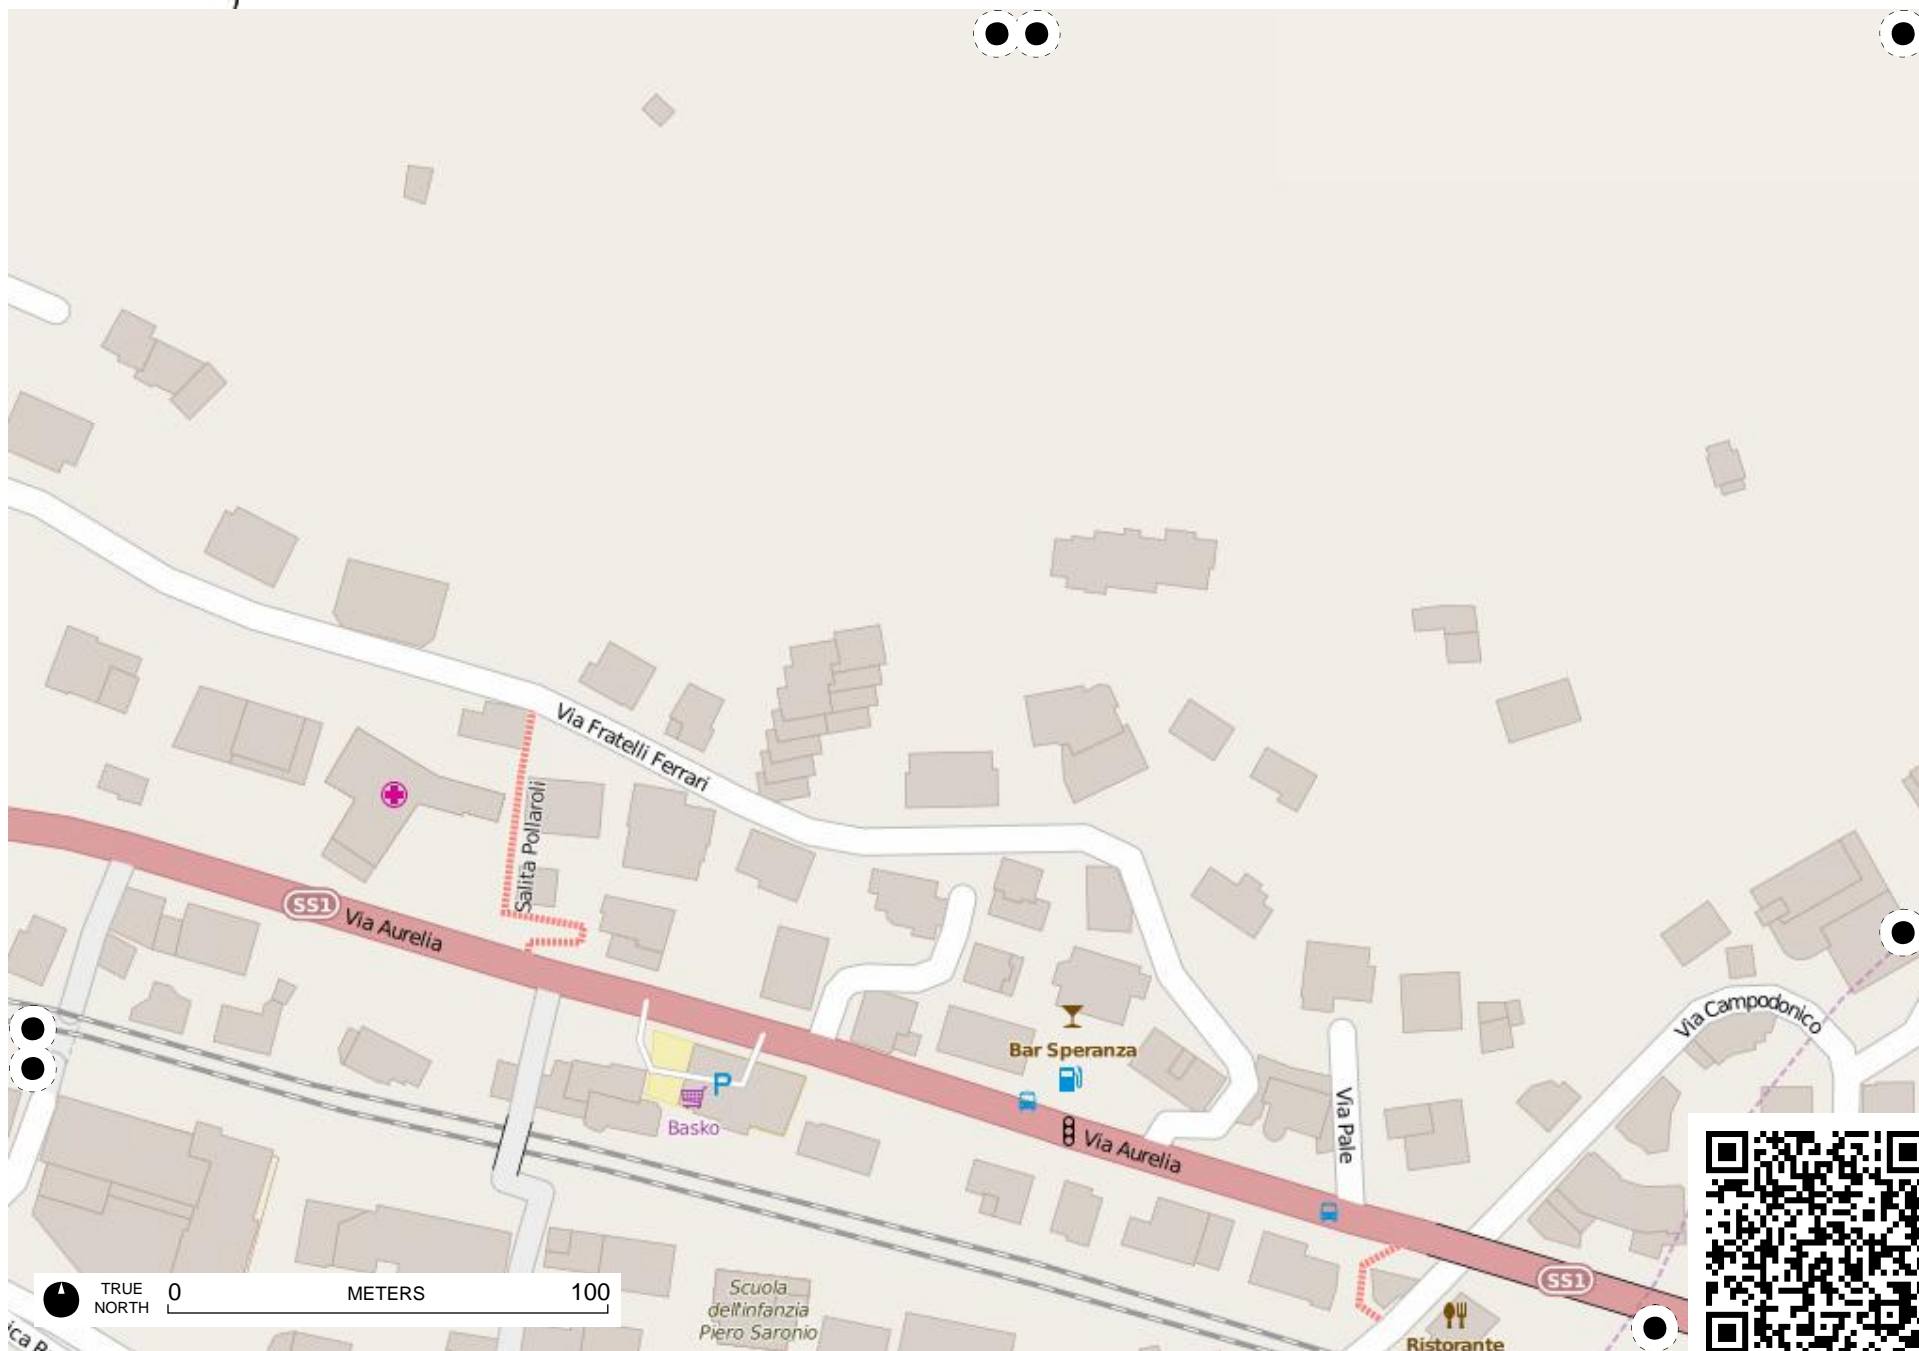 Via Fratelli Ferrari
Salita Pollaroli
SS1
Via Aurelia
Via Campodonico
Bar Speranza
P
Basko
Via Aurelia
Via Pale
SS1
TRUE
NORTH
0
METERS
100
Scuola
dell'infanzia
Piero Saronio
Ristorante